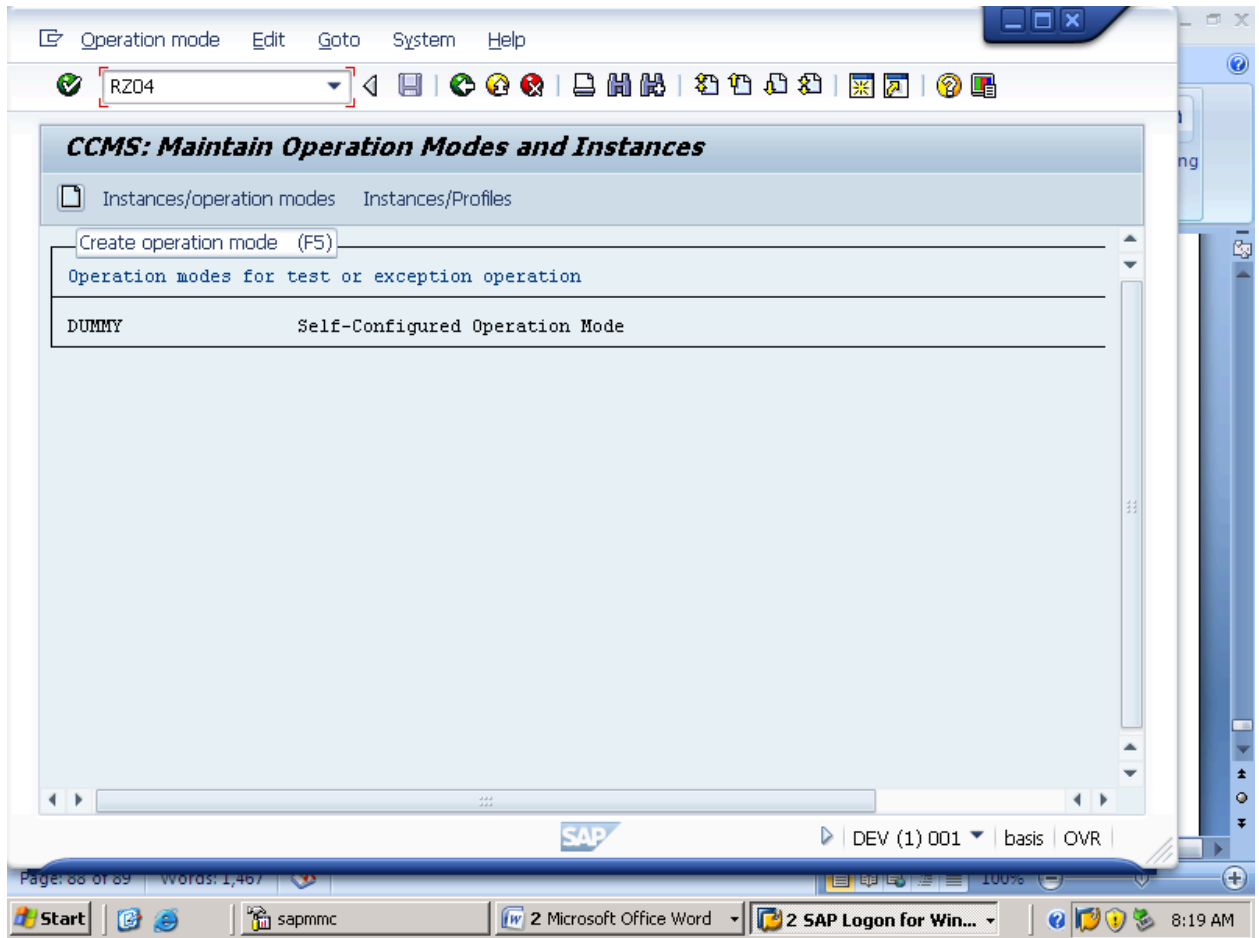 Operation mode Edit Goto System Help
RZ04
CCMS: Maintain Operation Modes and Instances
ng
Instances/operation modes Instances/Profiles
Create operation mode (F5)
Operation modes for test or exception operation
DUMMY Self-Configured Operation Mode
SAP DEV (1) 001 basis OVR
Page: 88 of 89 Words: 1,467 100%
Start sapmmc 2 Microsoft Office Word 2 SAP Logon for Win... 8:19 AM